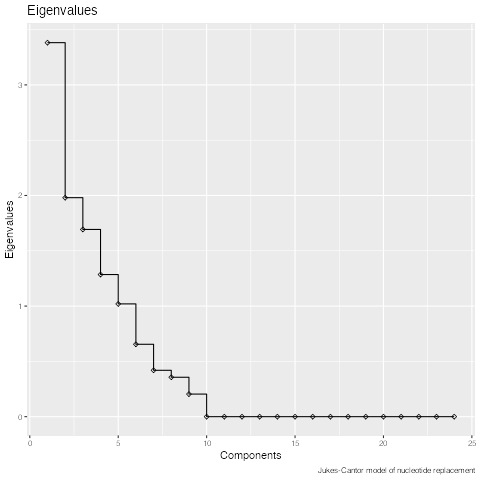 Eigenvalues
Eigenvalues
3
2
1
0
0
5
10
15
20
25
Components
Jukes-Cantor model of nucleotide replacement